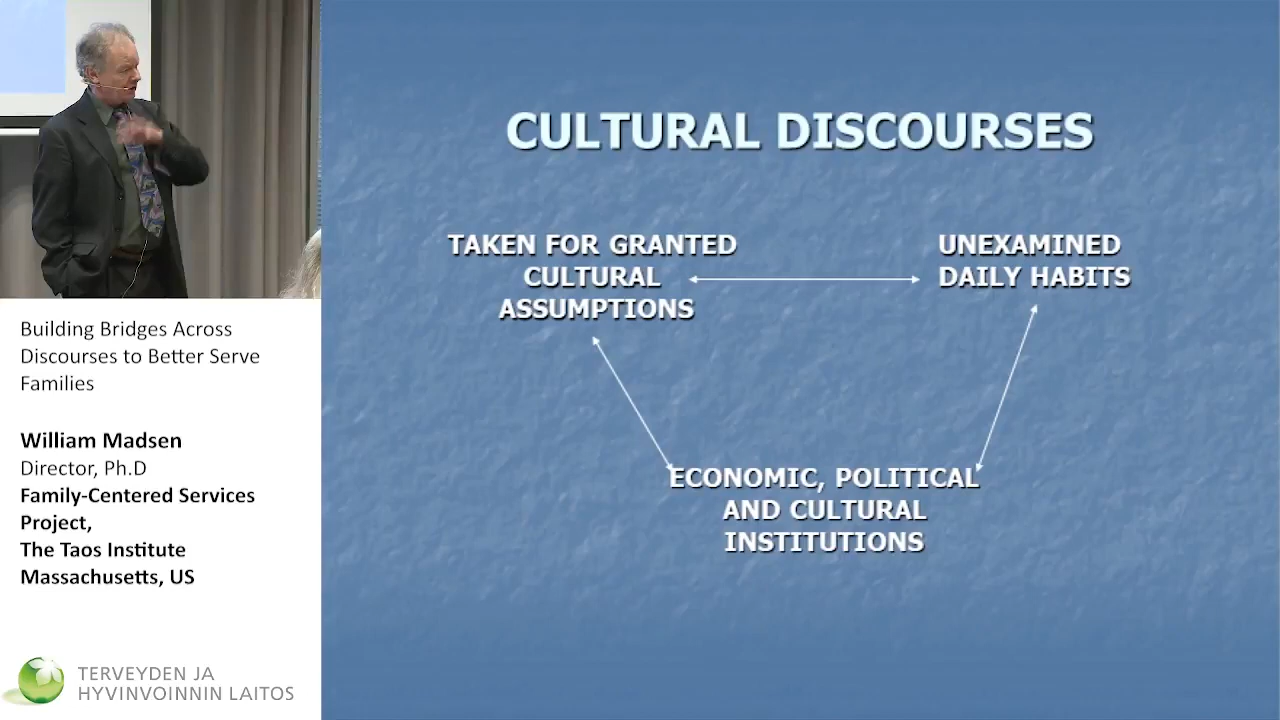 CULTURAL DISCOURSES
TAKEN FOR GRANTED
CULTURAL
ASSUMPTIONS
UNEXAMINED
DAILY HABITS
ECONOMIC, POLITICAL
AND CULTURAL
INSTITUTIONS
Building Bridges Across
Discourses to Better Serve
Families
William Madsen
Director, Ph.D
Family-Centered Services
Project,
The Taos Institute
Massachusetts, US
TERVEYDEN JA
HYVINVOINNIN LAITOS